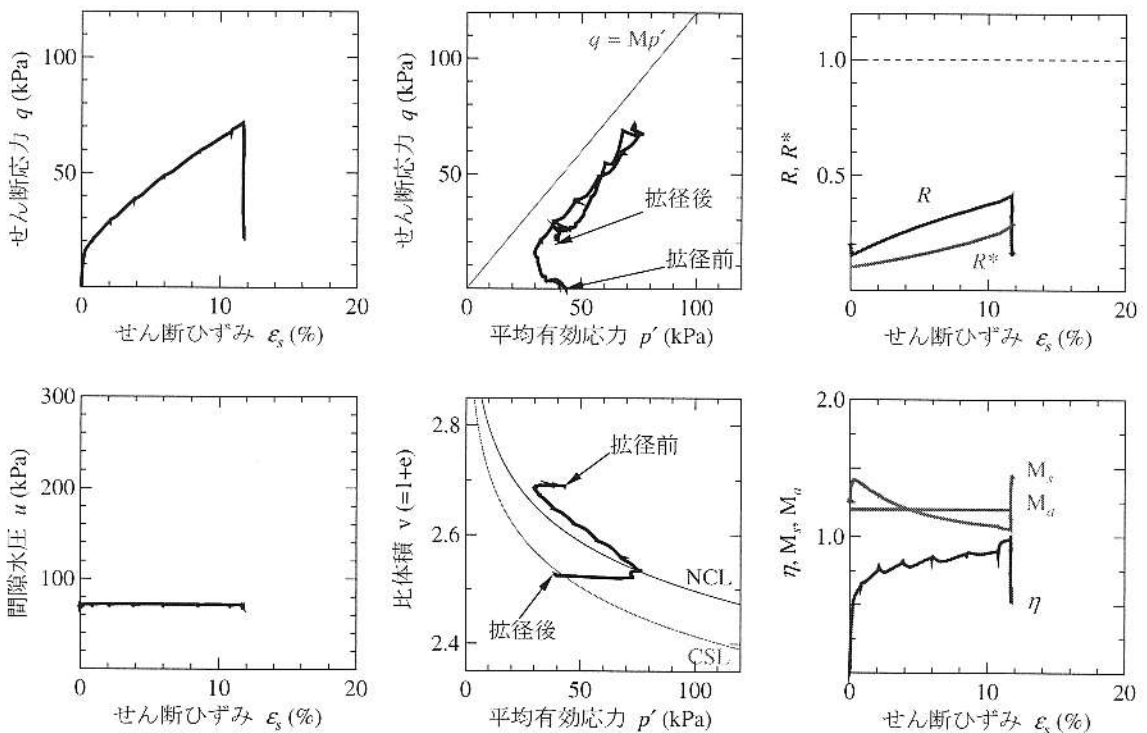 せん断応力 q (kPa)
100
50
0
10
20
せん断ひずみ εs (%)
せん断応力 q (kPa)
100
50
q = Mp′
拡径後
拡径前
0
50
100
平均有効応力 p′ (kPa)
R, R*
1.0
0.5
R
R*
0
10
20
せん断ひずみ εs (%)
間隙水圧 u (kPa)
300
200
100
0
0
10
20
せん断ひずみ εs (%)
比体積 v (=1+e)
2.8
2.6
2.4
拡径前
NCL
拡径後
CSL
50
100
平均有効応力 p′ (kPa)
η, Ms, Ma
2.0
1.0
Ms
Ma
η
0
0
10
20
せん断ひずみ εs (%)